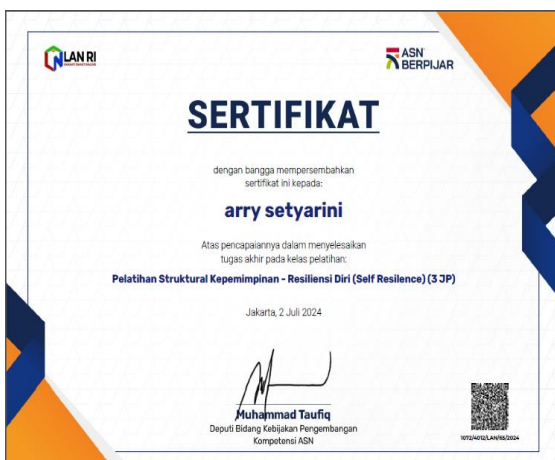 LAN RI
ASN
BERPIJAR
SERTIFIKAT
dengan bangga mempersembahkan
sertifikat ini kepada:
arry setyarini
Atas pencapaiannya dalam menyelesaikan
tugas akhir pada kelas pelatihan:
Pelatihan Struktural Kepemimpinan - Resiliensi Diri (Self Resilence) (3 JP)
Jakarta, 2 Juli 2024
Muhammad Taufiq
Deputi Bidang Kebijakan Pengembangan
Kompetensi ASN
1072/4012/LAN/65/2024